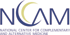 NCCAM
NATIONAL CENTER FOR COMPLEMENTARY
AND ALTERNATIVE MEDICINE